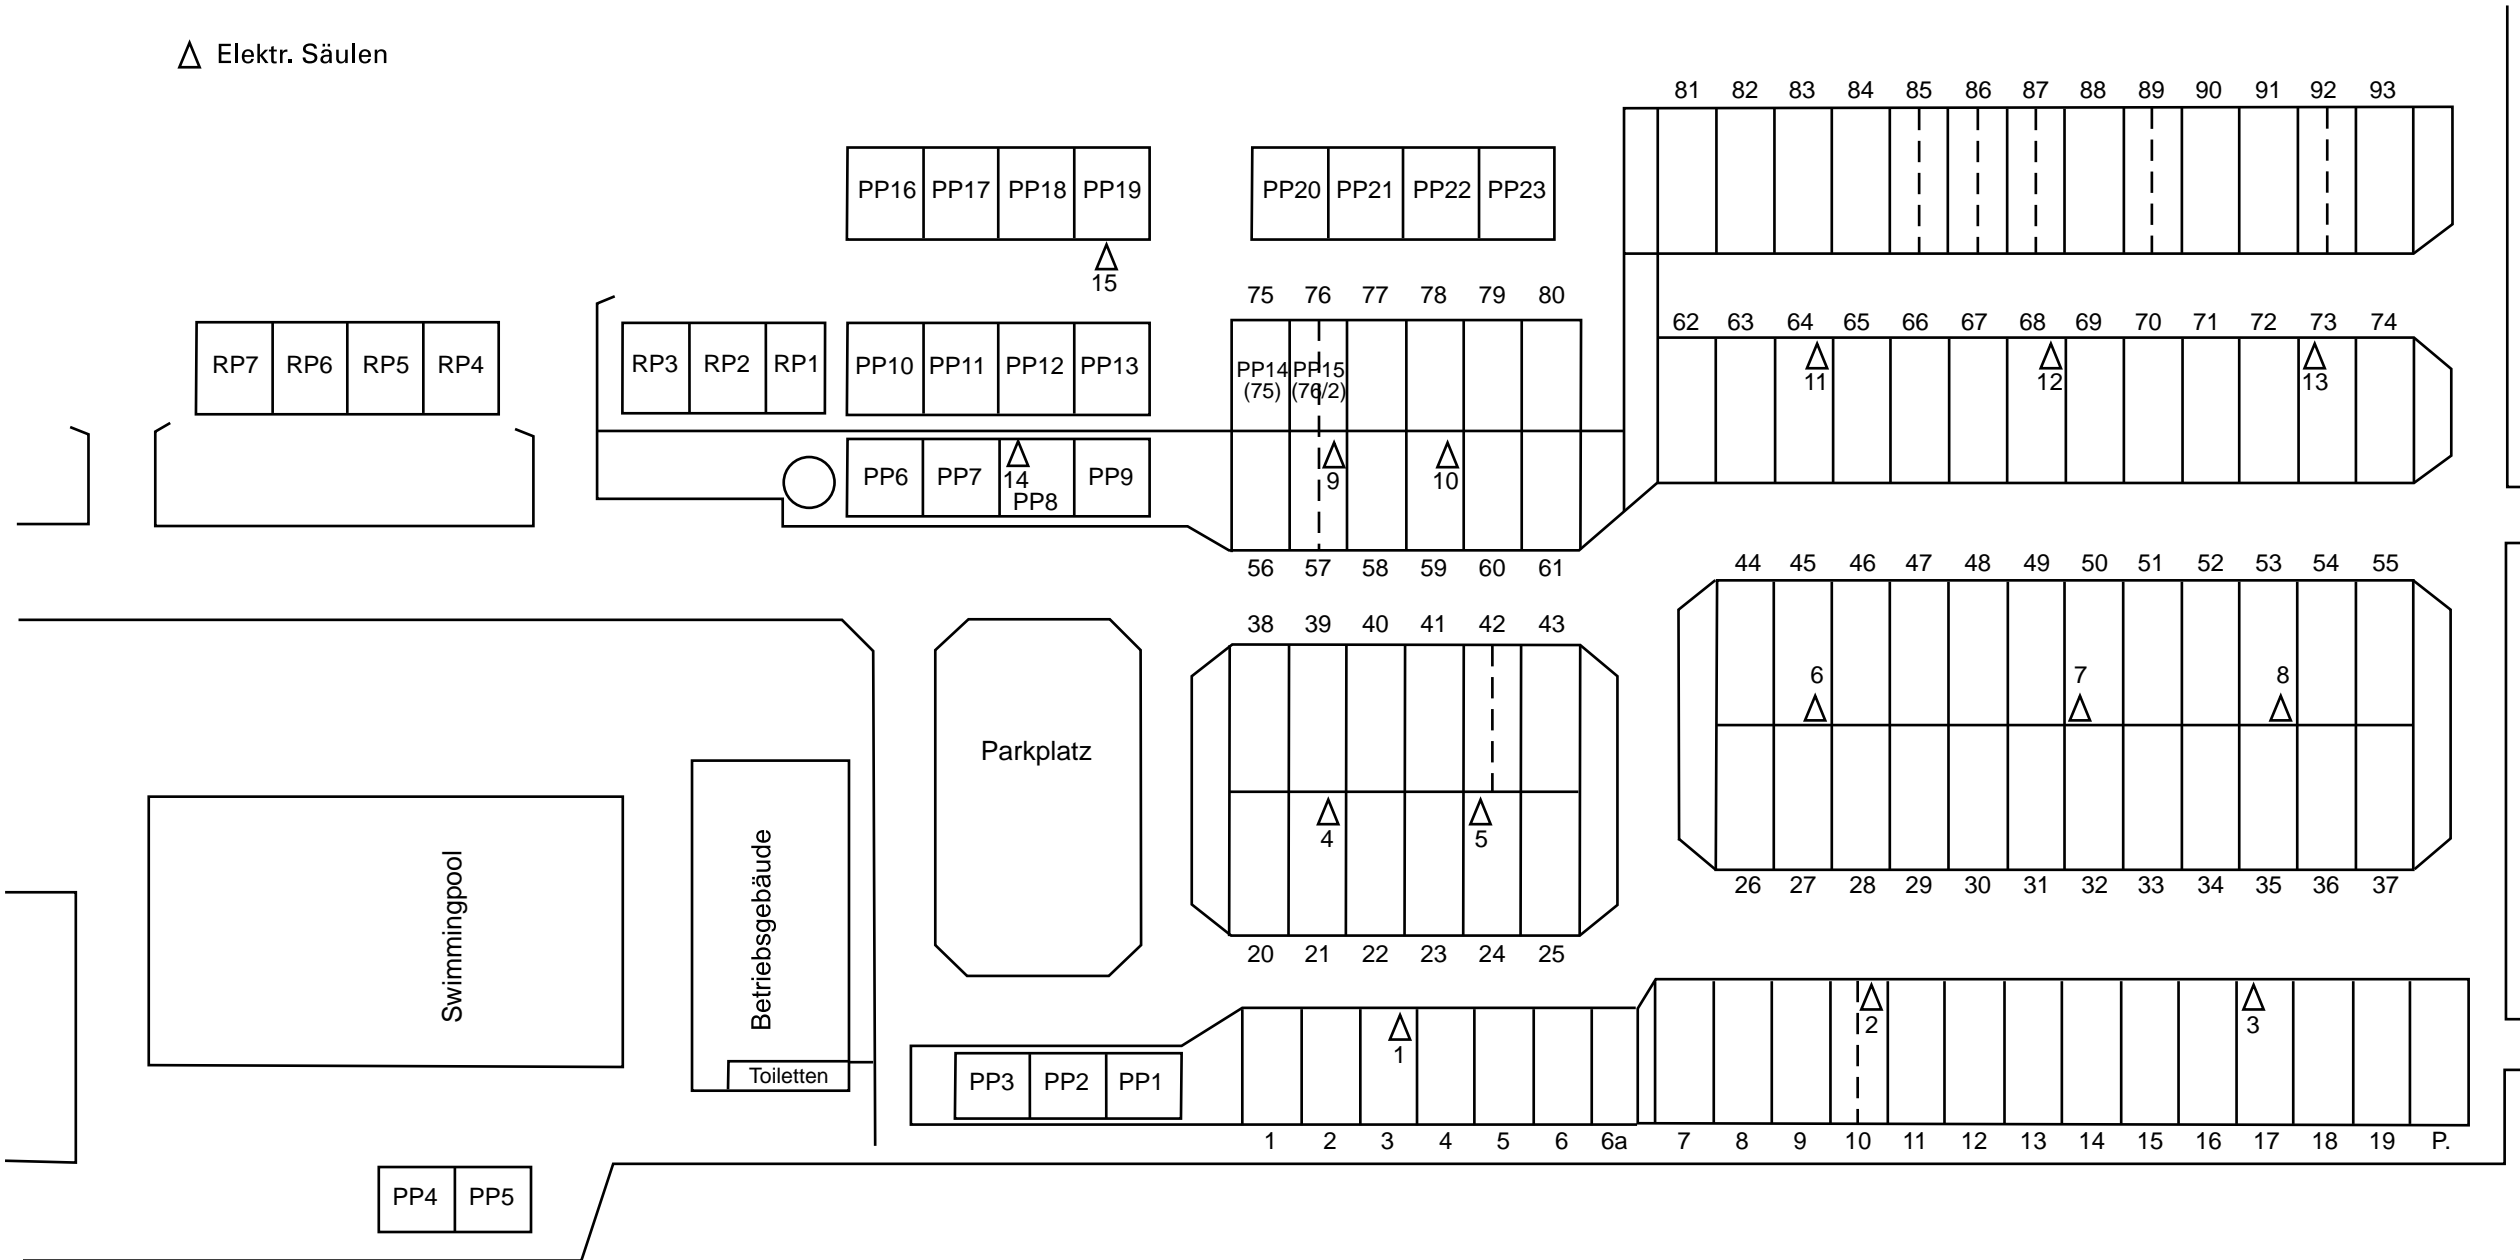 Elektr. Säulen
81 82 83 84 85 86 87 88 89 90 91 92 93
PP16 PP17 PP18 PP19
PP20 PP21 PP22 PP23
15
75 76 77 78 79 80
62 63 64 65 66 67 68 69 70 71 72 73 74
RP7 RP6 RP5 RP4
RP3 RP2 RP1
PP10 PP11 PP12 PP13
PP14 PP15
(75) (76/2)
11 12 13
PP6 PP7 14 PP9
PP8
9 10
56 57 58 59 60 61
44 45 46 47 48 49 50 51 52 53 54 55
38 39 40 41 42 43
6 7 8
Parkplatz
4 5
Swimmingpool
Betriebsgebäude
26 27 28 29 30 31 32 33 34 35 36 37
20 21 22 23 24 25
2 3
1
Toiletten
PP3 PP2 PP1
1 2 3 4 5 6 6a 7 8 9 10 11 12 13 14 15 16 17 18 19 P.
PP4 PP5